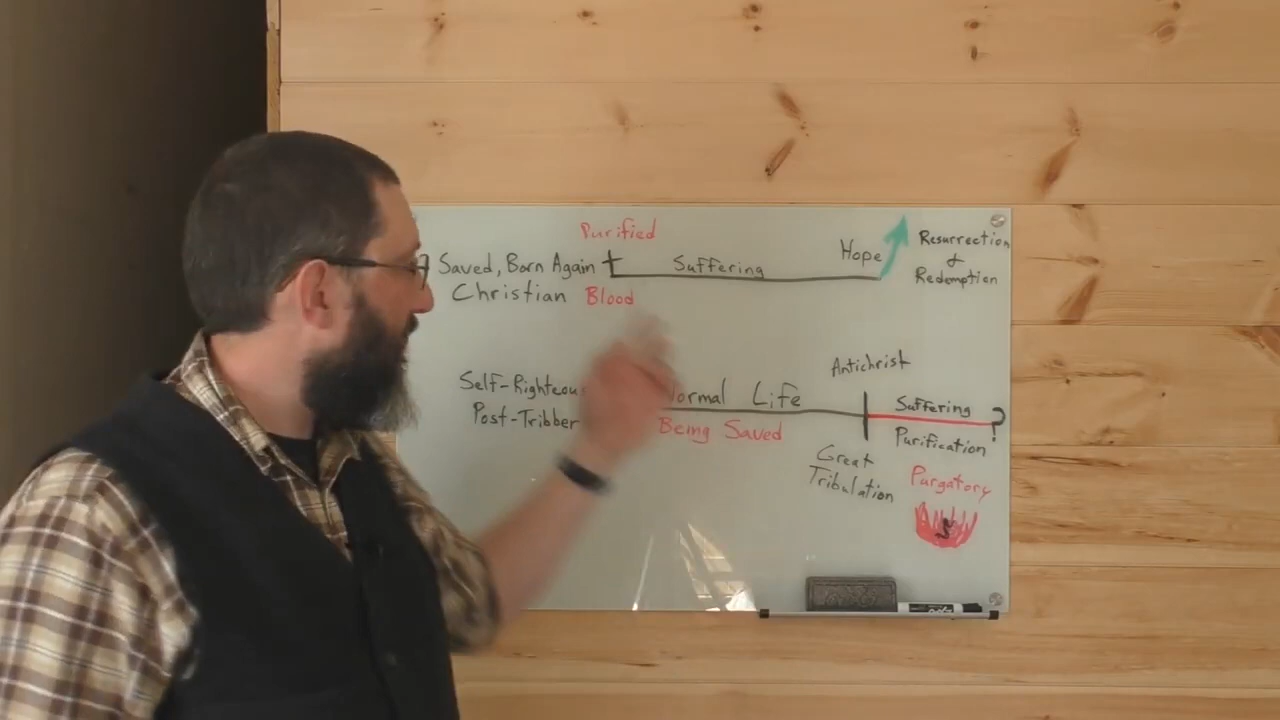 Purified
Saved, Born Again
Christian Blood
Suffering
Hope
Resurrection
&
Redemption
Self-Righteous
Post-Tribber
Normal Life
Being Saved
Antichrist
Great
Tribulation
Suffering ?
Purification
Purgatory